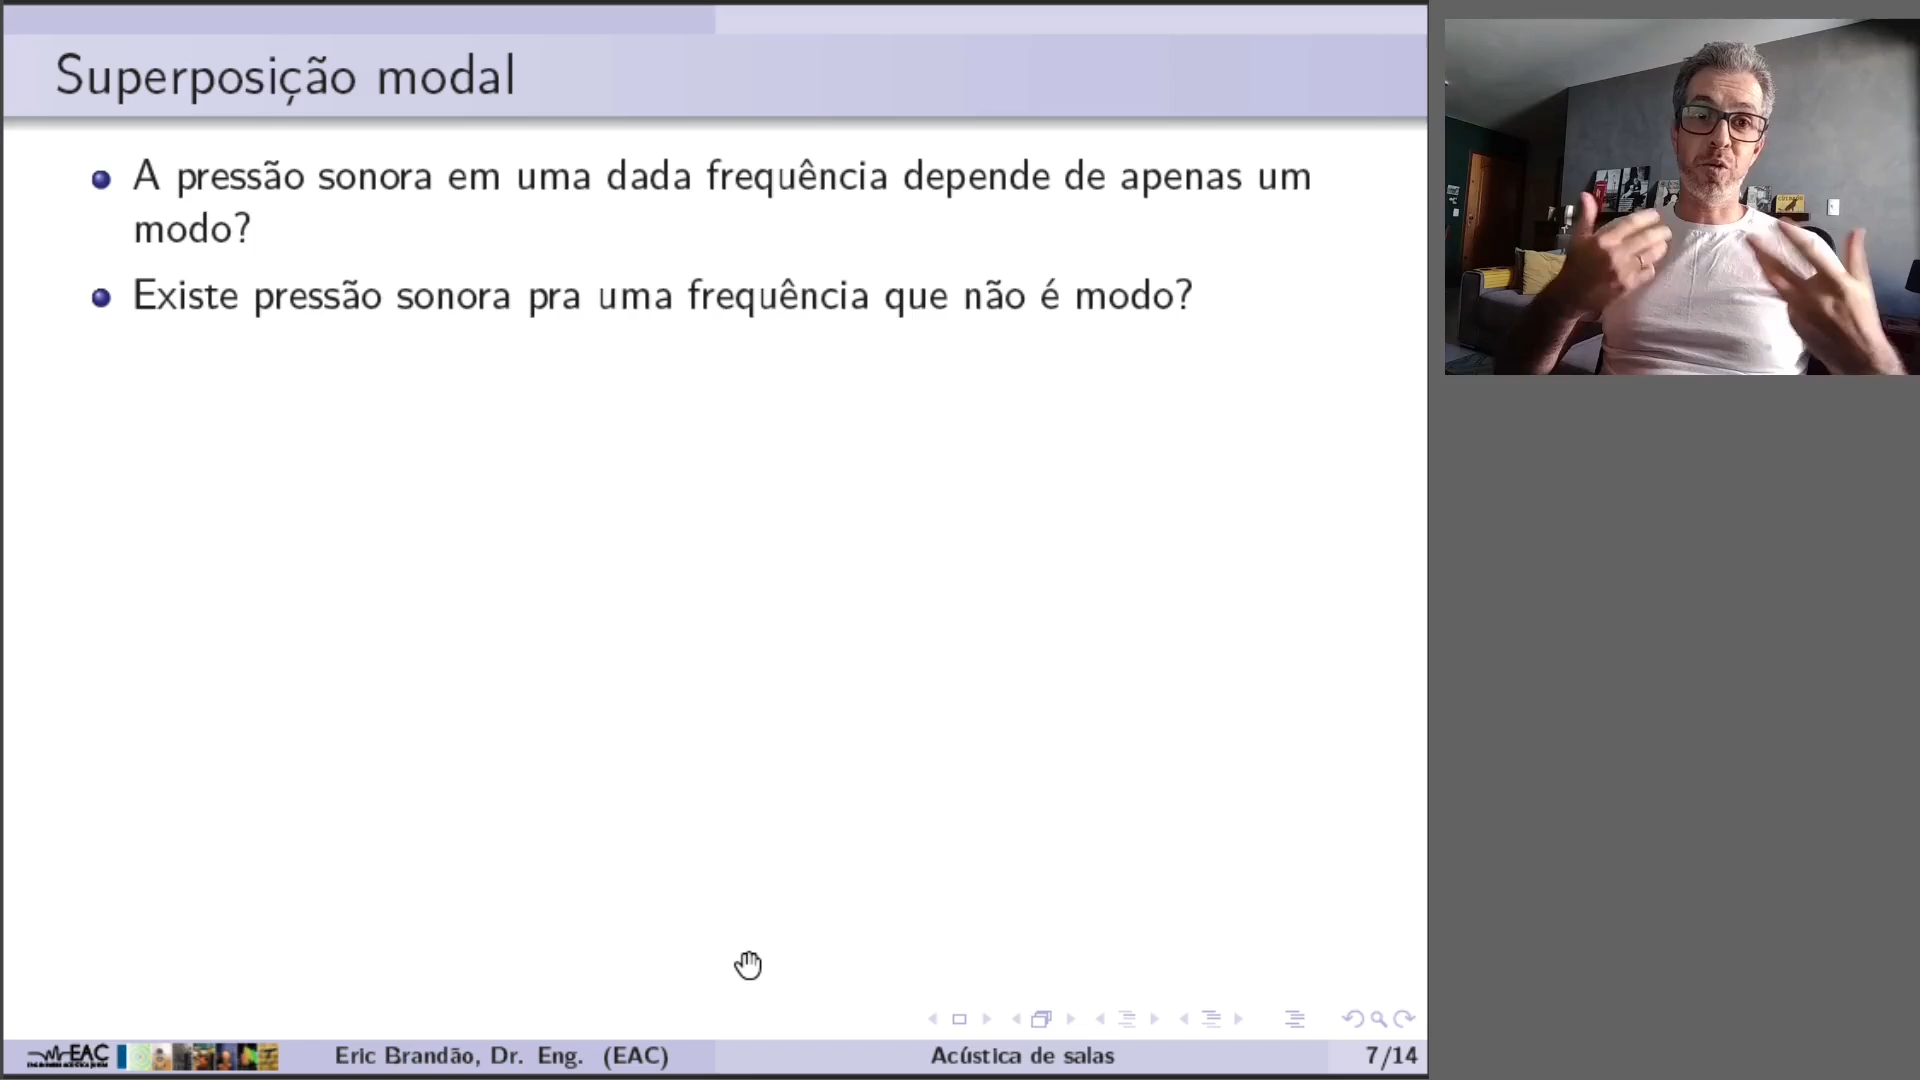 Superposição modal
A pressão sonora em uma dada frequência depende de apenas um
modo?
Existe pressão sonora pra uma frequência que não é modo?
EAC
Eric Brandão, Dr. Eng. (EAC)
Acústica de salas
7/14